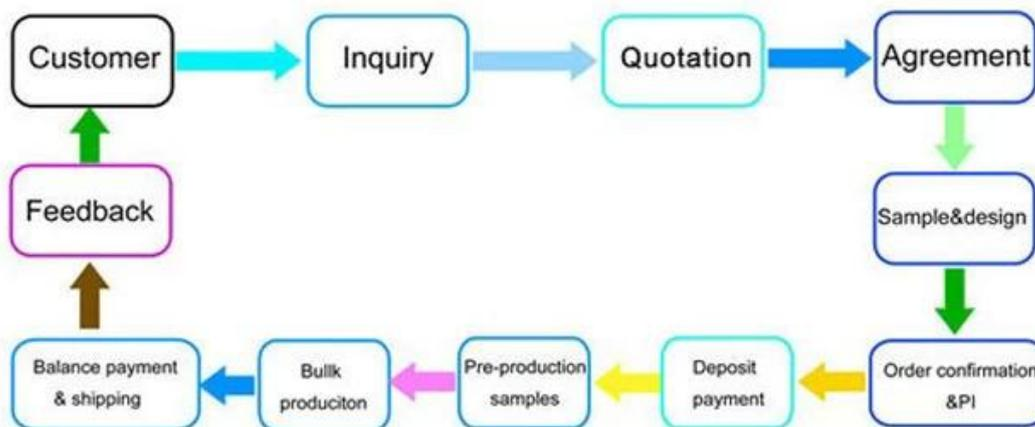 Customer
Inquiry
Quotation
Agreement
Sample&design
Order confirmation
&PI
Deposit
payment
Pre-production
samples
Bullk
produciton
Balance payment
& shipping
Feedback